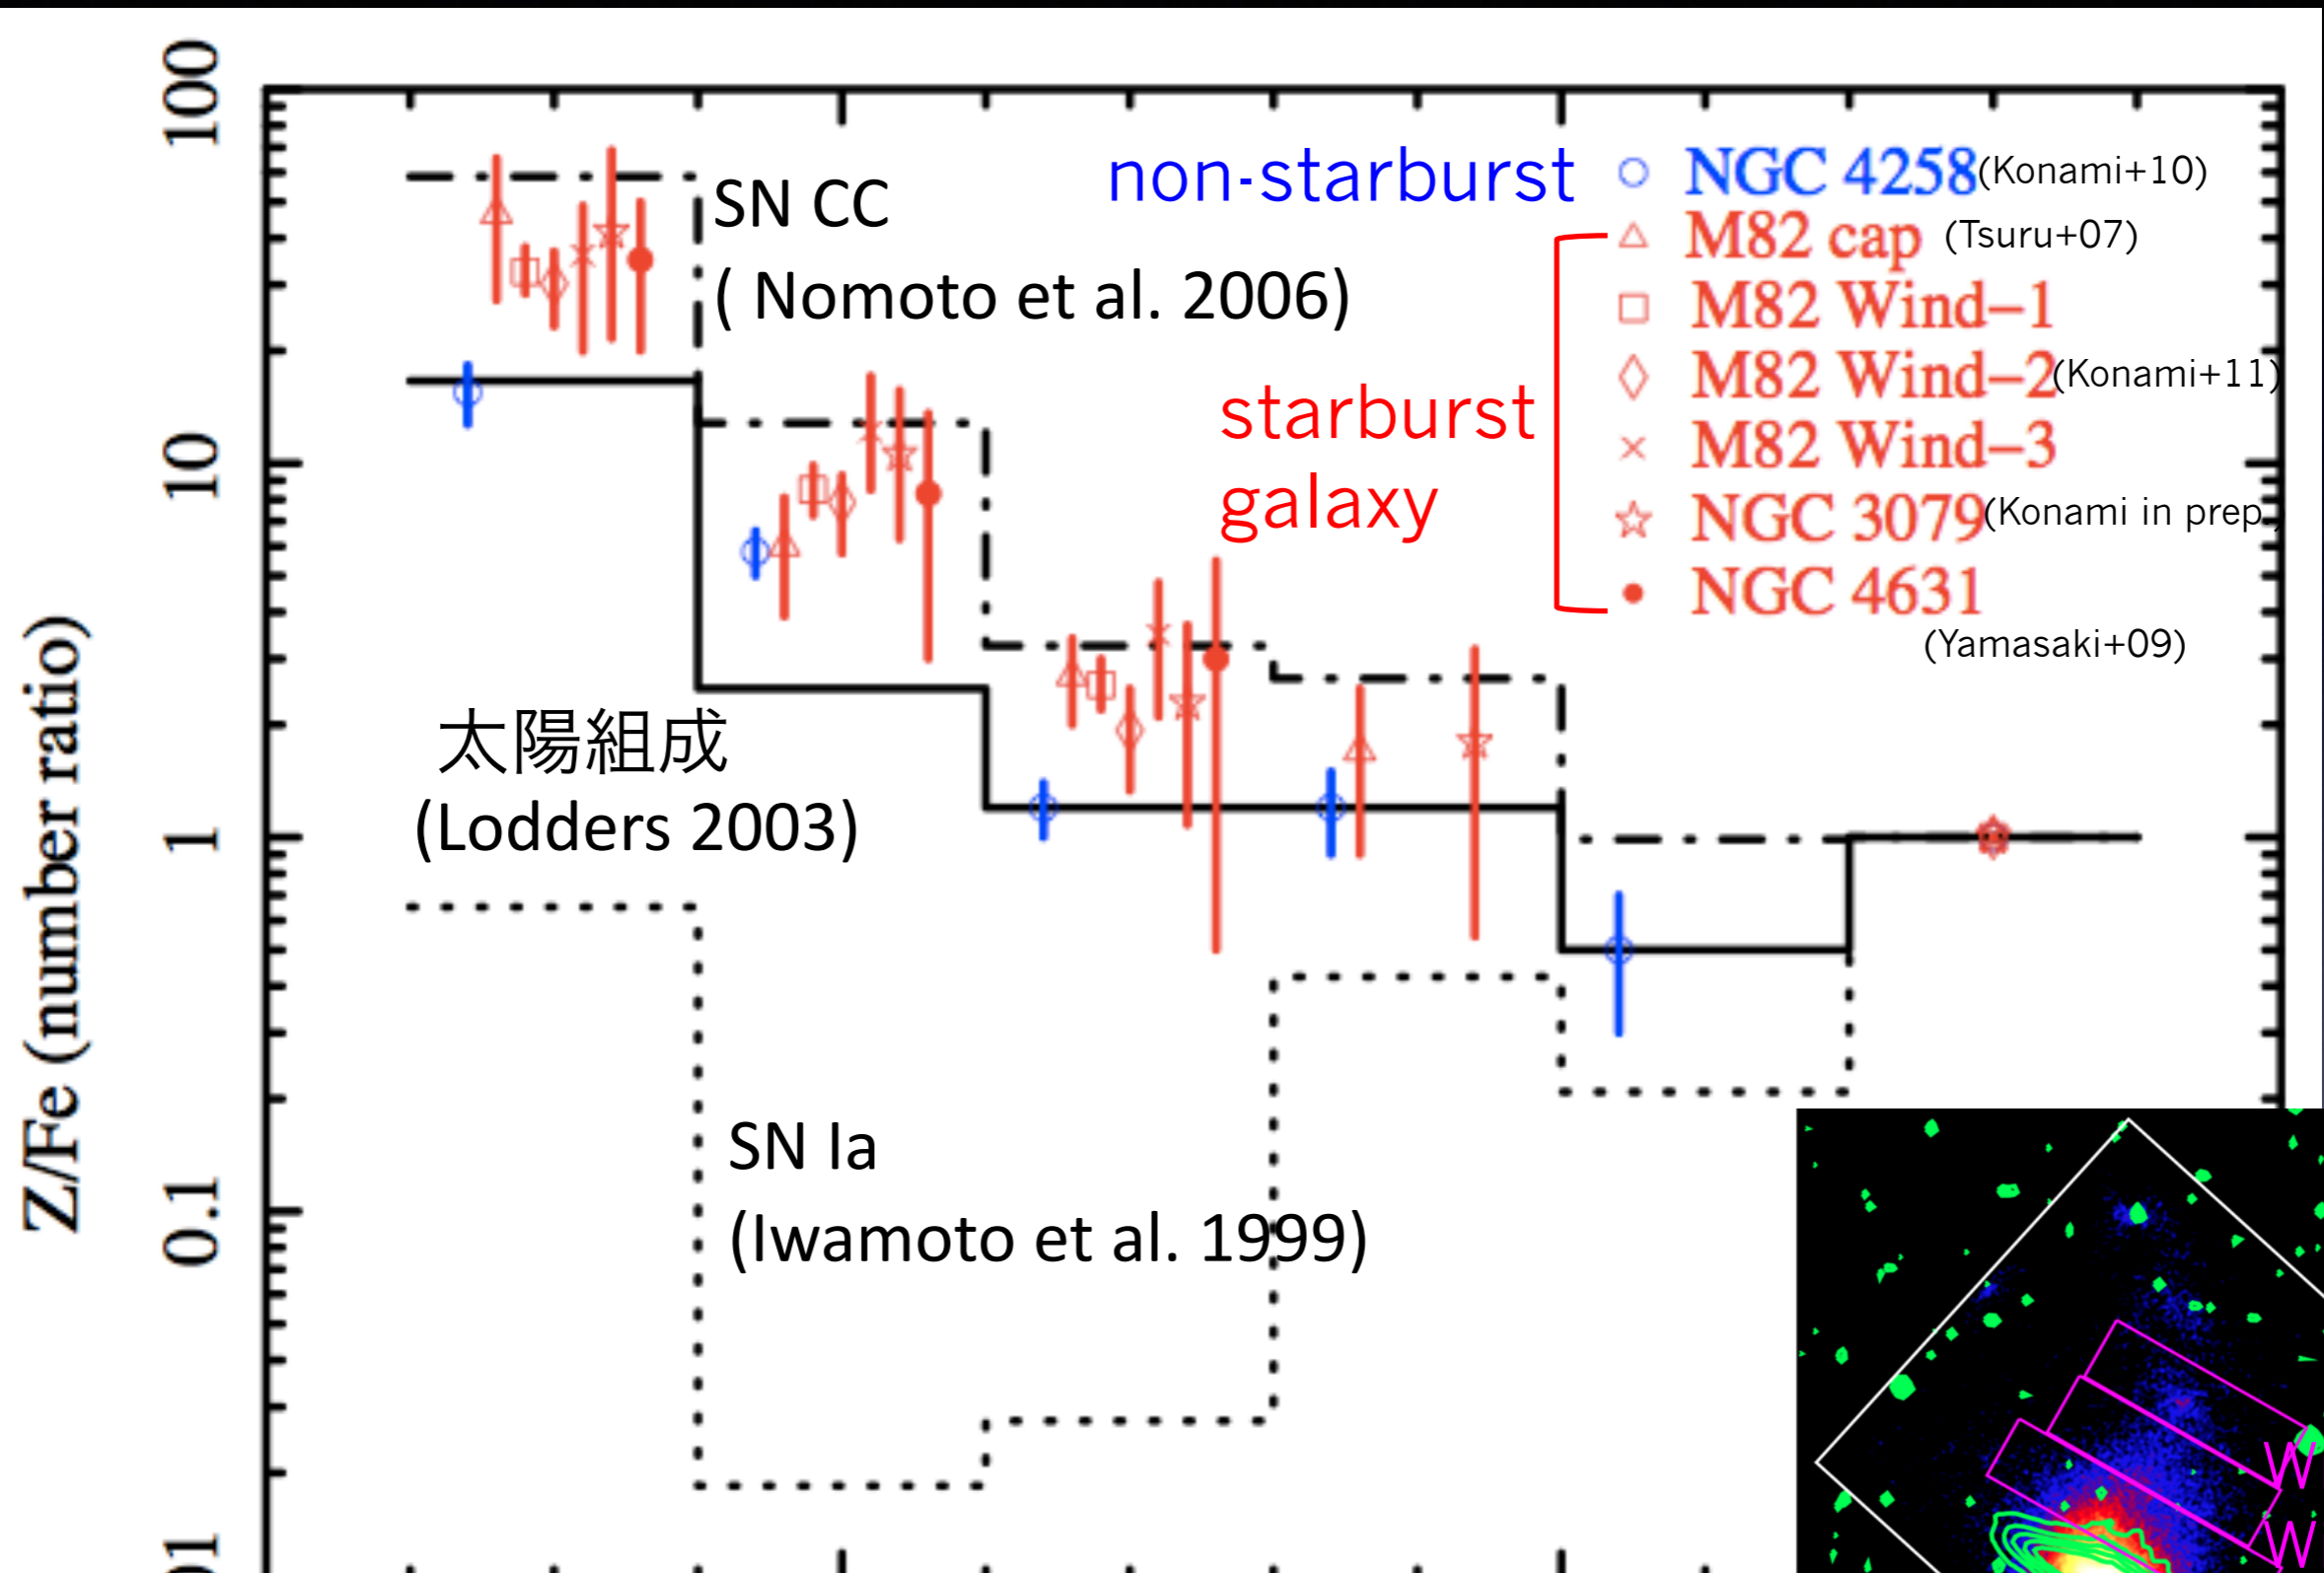 100
10
1
0.1
01
Z/Fe (number ratio)
SN CC
( Nomoto et al. 2006)
non-starburst
starburst
galaxy
NGC 4258(Konami+10)
M82 cap (Tsuru+07)
M82 Wind−1
M82 Wind−2(Konami+11)
M82 Wind−3
NGC 3079(Konami in prep.)
NGC 4631
(Yamasaki+09)
太陽組成
(Lodders 2003)
SN Ia
(Iwamoto et al. 1999)
W
W